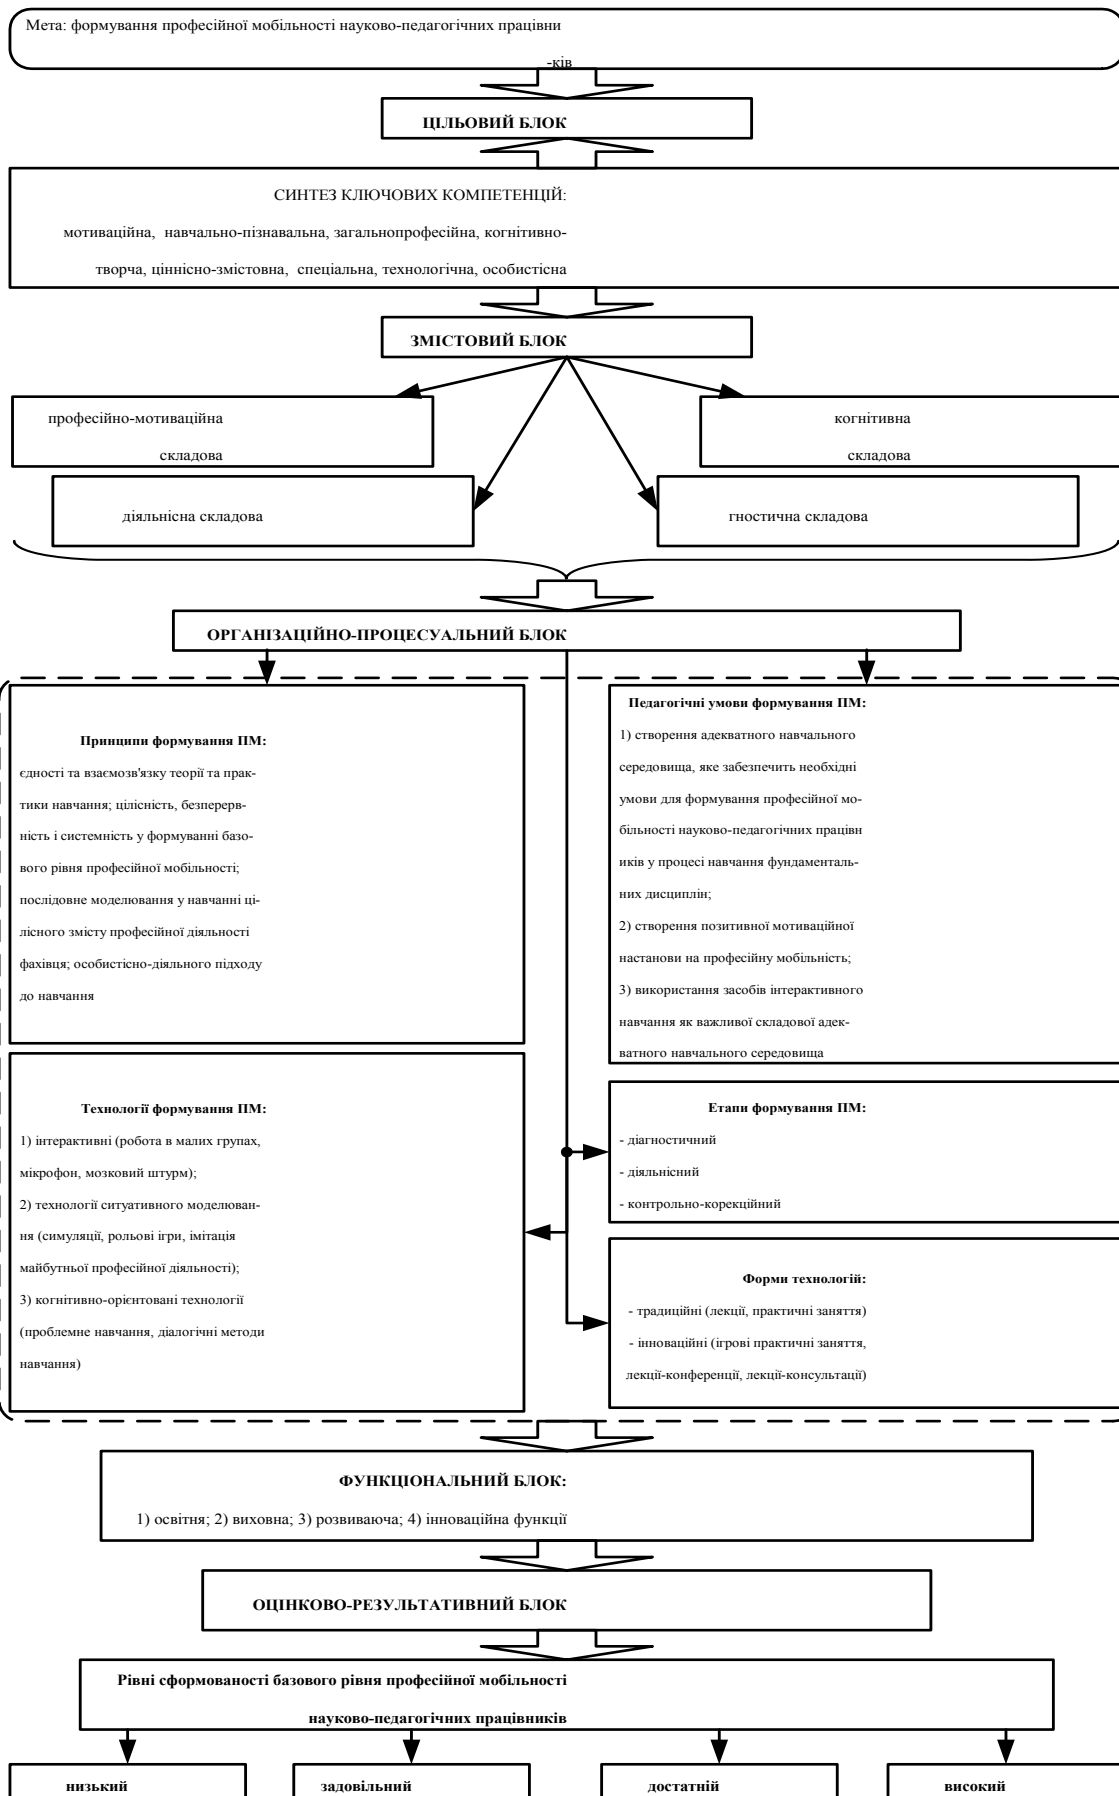 Мета: формування професійної мобільності науково-педагогічних працівни
-ків
ЦІЛЬОВИЙ БЛОК
СИНТЕЗ КЛЮЧОВИХ КОМПЕТЕНЦІЙ:
мотиваційна, навчально-пізнавальна, загальнопрофесійна, когнітивно-
творча, ціннісно-змістовна, спеціальна, технологічна, особистісна
ЗМІСТОВИЙ БЛОК
професійно-мотиваційна
складова
когнітивна
складова
діяльнісна складова
гностична складова
ОРГАНІЗАЦІЙНО-ПРОЦЕСУАЛЬНИЙ БЛОК
Принципи формування ПМ:
єдності та взаємозв'язку теорії та прак-
тики навчання; цілісність, безперерв-
ність і системність у формуванні базо-
вого рівня професійної мобільності;
послідовне моделювання у навчанні ці-
лісного змісту професійної діяльності
фахівця; особистісно-діяльного підходу
до навчання
Педагогічні умови формування ПМ:
1) створення адекватного навчального
середовища, яке забезпечить необхідні
умови для формування професійної мо-
більності науково-педагогічних працівн
иків у процесі навчання фундаменталь-
них дисциплін;
2) створення позитивної мотиваційної
настанови на професійну мобільність;
3) використання засобів інтерактивного
навчання як важливої складової адек-
ватного навчального середовища
Технології формування ПМ:
1) інтерактивні (робота в малих групах,
мікрофон, мозковий штурм);
2) технології ситуативного моделюван-
ня (симуляції, рольові ігри, імітація
майбутньої професійної діяльності);
3) когнітивно-орієнтовані технології
(проблемне навчання, діалогічні методи
навчання)
Етапи формування ПМ:
- діагностичний
- діяльнісний
- контрольно-корекційний
Форми технологій:
- традиційні (лекції, практичні заняття)
- інноваційні (ігрові практичні заняття,
лекції-конференції, лекції-консультації)
ФУНКЦІОНАЛЬНИЙ БЛОК:
1) освітня; 2) виховна; 3) розвиваюча; 4) інноваційна функції
ОЦІНКОВО-РЕЗУЛЬТАТИВНИЙ БЛОК
Рівні сформованості базового рівня професійної мобільності
науково-педагогічних працівників
низький
задовільний
достатній
високий